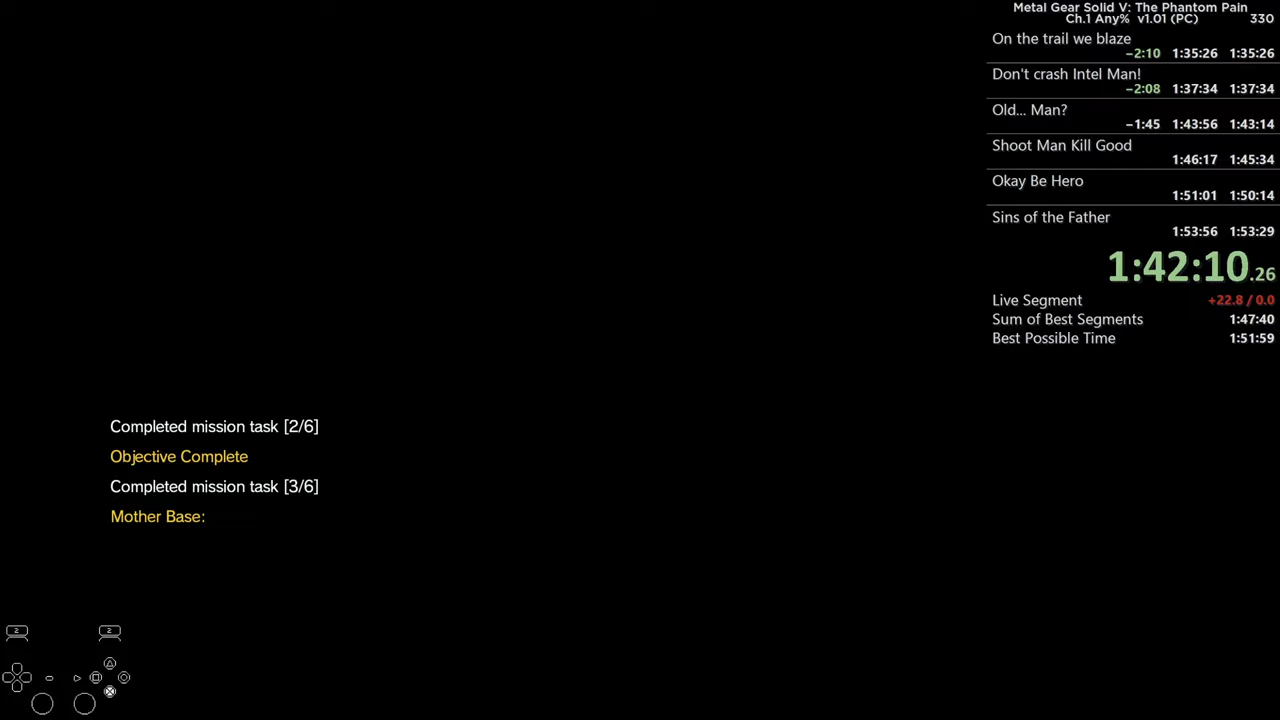 Metal Gear Solid V: The Phantom Pain
Ch.1 Any% v1.01 (PC) 330
On the trail we blaze
−2:10 1:35:26 1:35:26
Don't crash Intel Man!
−2:08 1:37:34 1:37:34
Old... Man?
−1:45 1:43:56 1:43:14
Shoot Man Kill Good
1:46:17 1:45:34
Okay Be Hero
1:51:01 1:50:14
Sins of the Father
1:53:56 1:53:29
1:42:10.26
Live Segment +22.8 / 0.0
Sum of Best Segments 1:47:40
Best Possible Time 1:51:59
Completed mission task [2/6]
Objective Complete
Completed mission task [3/6]
Mother Base:
2 2